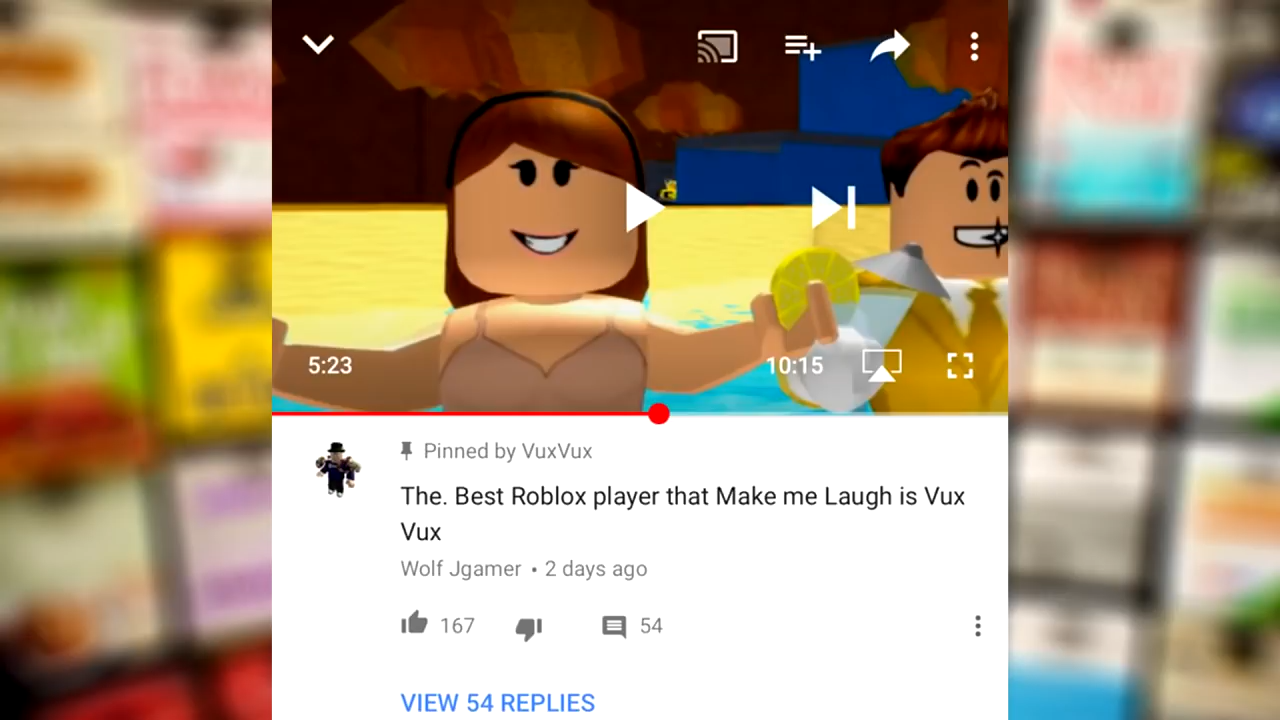 5:23
10:15
Pinned by VuxVux
The. Best Roblox player that Make me Laugh is Vux
Vux
Wolf Jgamer • 2 days ago
167
54
VIEW 54 REPLIES